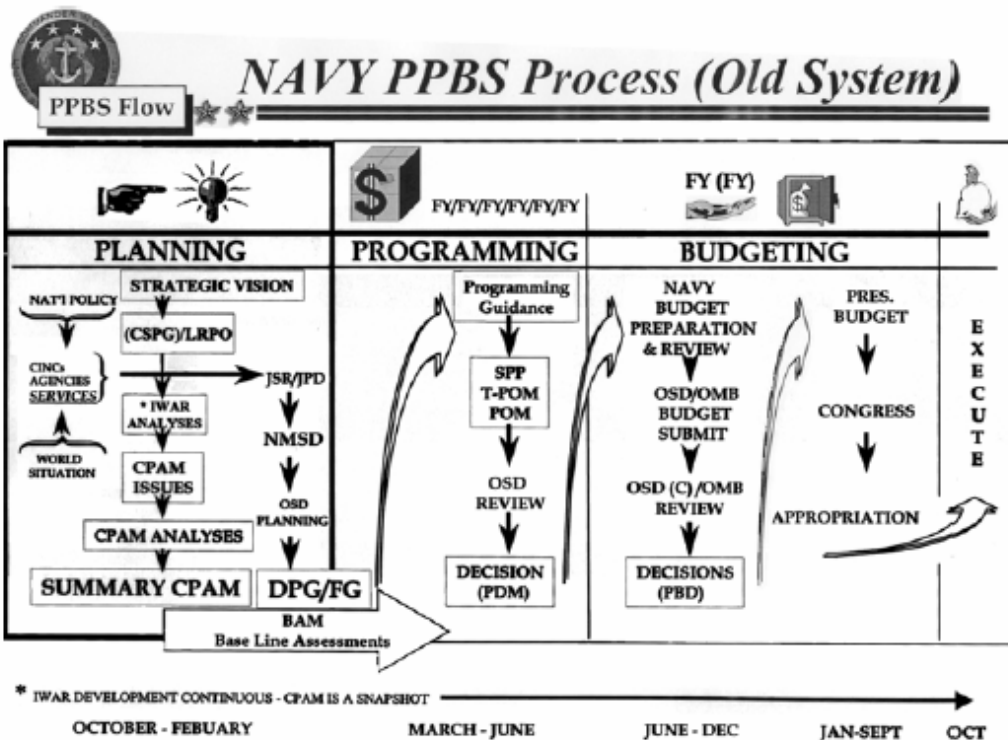 NAVY PPBS Process (Old System)
PPBS Flow
$
FY/FY/FY/FY/FY/FY
FY (FY)
$
PLANNING
PROGRAMMING
BUDGETING
STRATEGIC VISION
NAT'L POLICY
(CSPG)/LRPO
CINCs
AGENCIES
SERVICES
JSR/JPD
* IWAR
ANALYSES
NMSD
WORLD
SITUATION
CPAM
ISSUES
OSD
PLANNING
CPAM ANALYSES
SUMMARY CPAM
DPG/FG
BAM
Base Line Assessments
Programming
Guidance
SPP
T-POM
POM
OSD
REVIEW
DECISION
(PDM)
NAVY
BUDGET
PREPARATION
& REVIEW
OSD/OMB
BUDGET
SUBMIT
OSD (C)/OMB
REVIEW
DECISIONS
(PBD)
PRES.
BUDGET
CONGRESS
APPROPRIATION
EXECUTE
* IWAR DEVELOPMENT CONTINUOUS - CPAM IS A SNAPSHOT
OCTOBER - FEBUARY
MARCH - JUNE
JUNE - DEC
JAN-SEPT
OCT